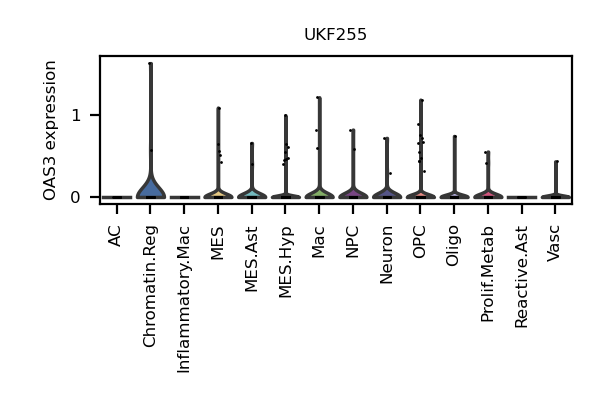 UKF255
OAS3 expression
1
0
AC
Chromatin.Reg
Inflammatory.Mac
MES
MES.Ast
MES.Hyp
Mac
NPC
Neuron
OPC
Oligo
Prolif.Metab
Reactive.Ast
Vasc